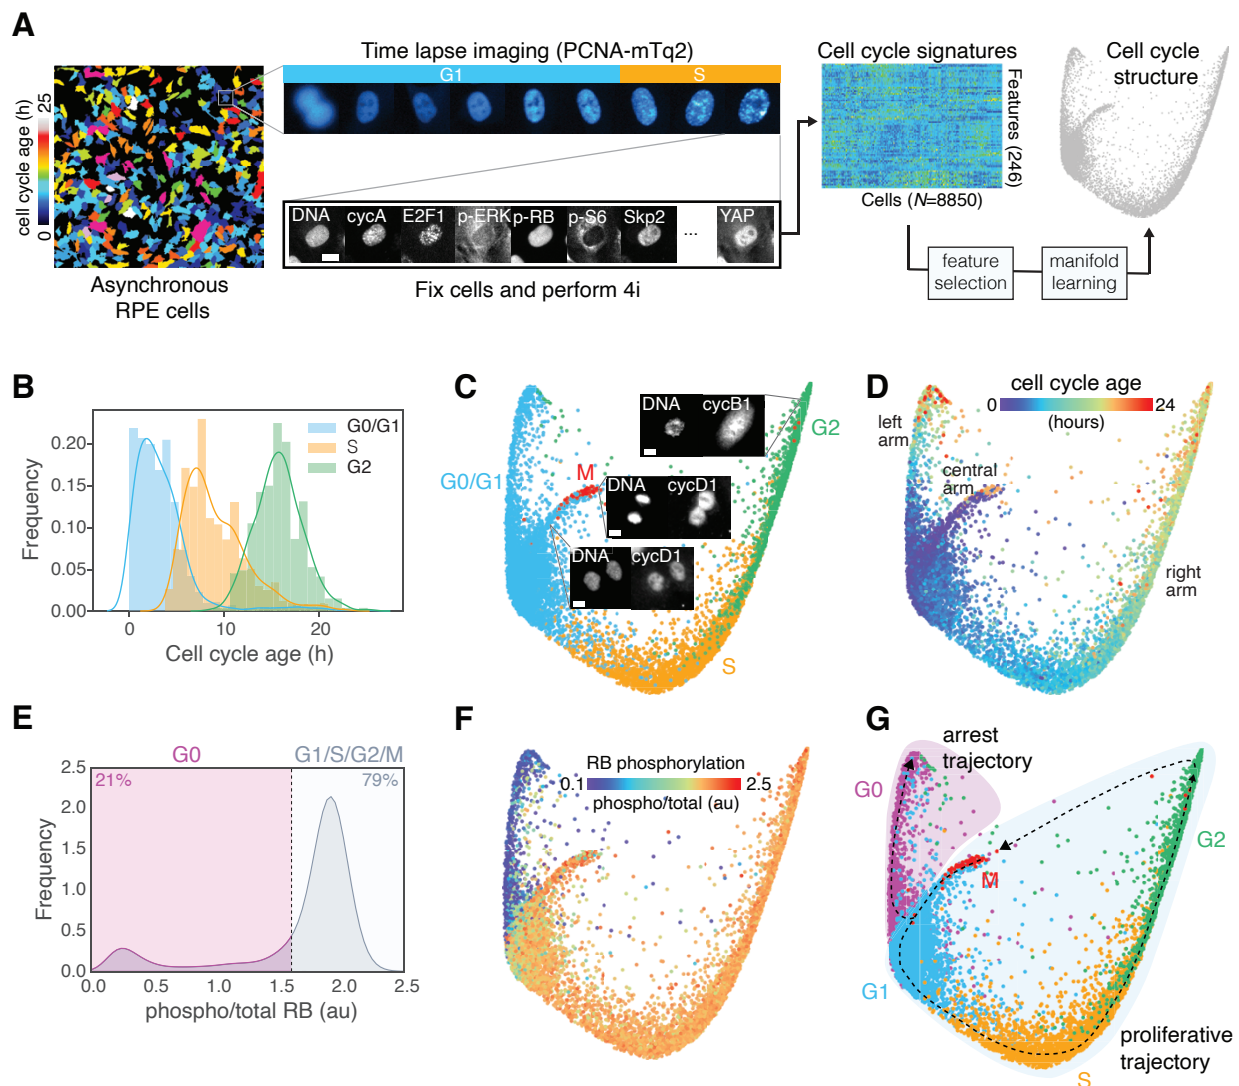 A
Time lapse imaging (PCNA-mTq2)
G1
S
cell cycle age (h)
0
25
Asynchronous
RPE cells
DNA
cycA
E2F1
p-ERK
p-RB
p-S6
Skp2
...
YAP
Fix cells and perform 4i
Cell cycle signatures
Features (246)
Cells (N=8850)
feature
selection
manifold
learning
Cell cycle
structure
B
Frequency
0.20
0.15
0.10
0.05
0.00
0
10
20
Cell cycle age (h)
G0/G1
S
G2
C
G0/G1
M
S
G2
DNA
cycB1
DNA
cycD1
DNA
cycD1
D
cell cycle age
0
24
(hours)
left
arm
central
arm
right
arm
E
G0
G1/S/G2/M
21%
79%
Frequency
2.5
2.0
1.5
1.0
0.5
0.0
0.0
0.5
1.0
1.5
2.0
2.5
phospho/total RB (au)
F
RB phosphorylation
0.1
2.5
phospho/total (au)
G
arrest
trajectory
G0
G2
M
G1
proliferative
trajectory
S